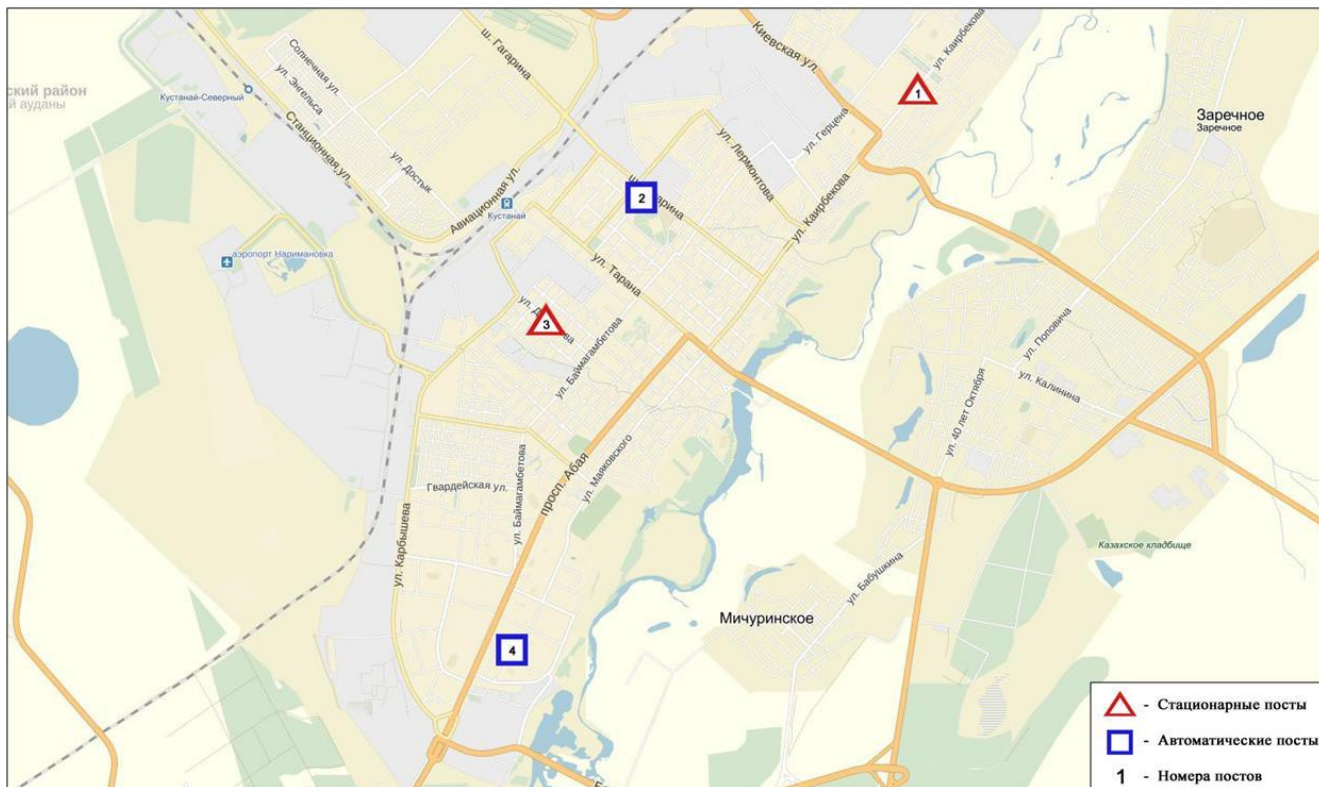 ский район
й ауданы
Кустанай-Северный
Солнечная ул.
ул. Энгельса
Станционная ул.
ул. Достык
ш. Гагарина
Авиационная ул.
Кустанай
аэропорт Наримановка
Киевская ул.
ул. Каирбекова
1
ул. Герцена
ул. Лермонтова
ул. Каирбекова
Заречное
Заречное
2
ул. Тарана
3
ул. Баймагамбетова
ул. Поповича
ул. Калинина
ул. 40 лет Октября
Гвардейская ул.
ул. Баймагамбетова
просп. Абая
ул. Маяковского
ул. Карбышева
Казахское кладбище
ул. Бабушкина
Мичуринское
4
- Стационарные посты
- Автоматические посты
1 - Номера постов